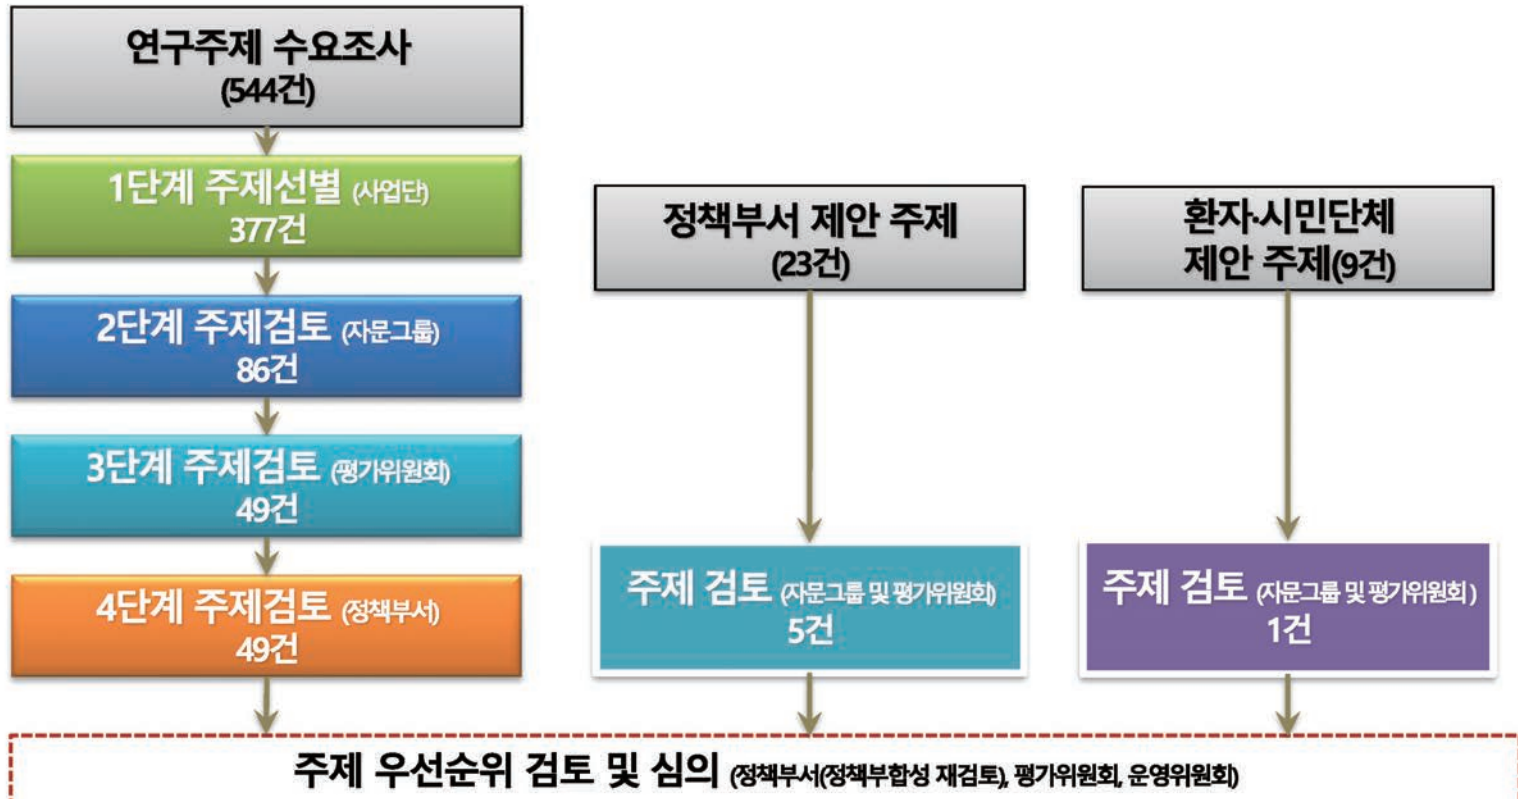 연구주제 수요조사
(544건)
1단계 주제선별 (사업단)
377건
2단계 주제검토 (자문그룹)
86건
3단계 주제검토 (평가위원회)
49건
4단계 주제검토 (정책부서)
49건
정책부서 제안 주제
(23건)
주제 검토 (자문그룹 및 평가위원회)
5건
환자·시민단체
제안 주제(9건)
주제 검토 (자문그룹 및 평가위원회 )
1건
주제 우선순위 검토 및 심의 (정책부서(정책부합성 재검토), 평가위원회, 운영위원회)